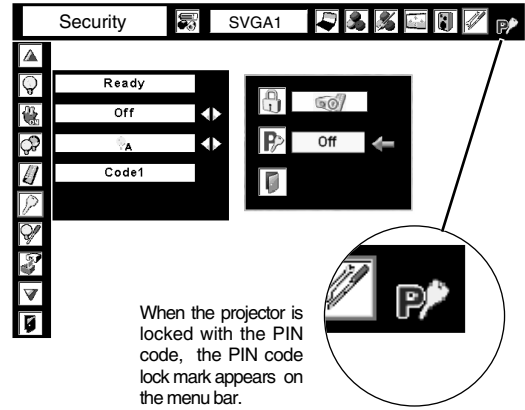 Security
SVGA1
ON
Ready
Off
A
Code1
P
Off
P
When the projector is
locked with the PIN
code, the PIN code
lock mark appears on
the menu bar.
P